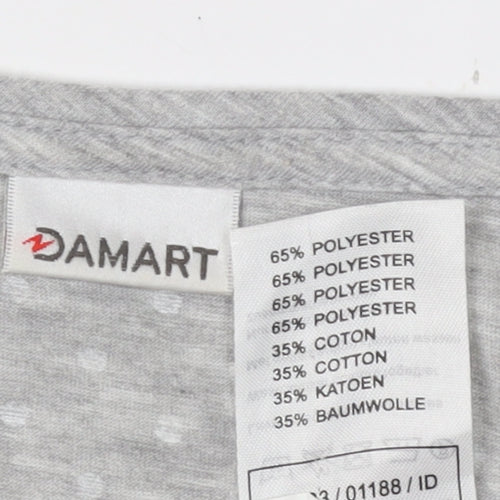 DAMART
65% POLYESTER
65% POLYESTER
65% POLYESTER
65% POLYESTER
35% COTON
35% COTTON
35% KATOEN
35% BAUMWOLLE
/ 01188 / ID